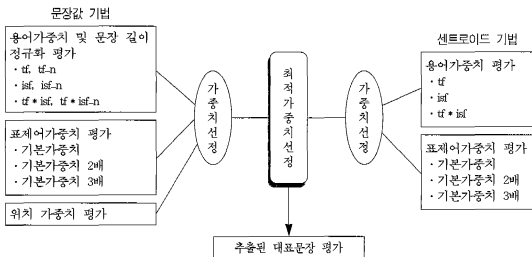 문장값 기법
용어가중치 및 문장 길이
정규화 평가
· tf, tf-n
· isf, isf-n
· tf * isf, tf * isf-n
표제어가중치 평가
· 기본가중치
· 기본가중치 2배
· 기본가중치 3배
위치 가중치 평가
가중치선정
최적가중치선정
가중치선정
센트로이드 기법
용어가중치 평가
· tf
· isf
· tf * isf
표제어가중치 평가
· 기본가중치
· 기본가중치 2배
· 기본가중치 3배
추출된 대표문장 평가